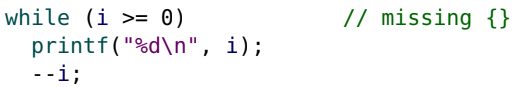 while (i >= 0)            // missing {}
  printf("%d\n", i);
  --i;